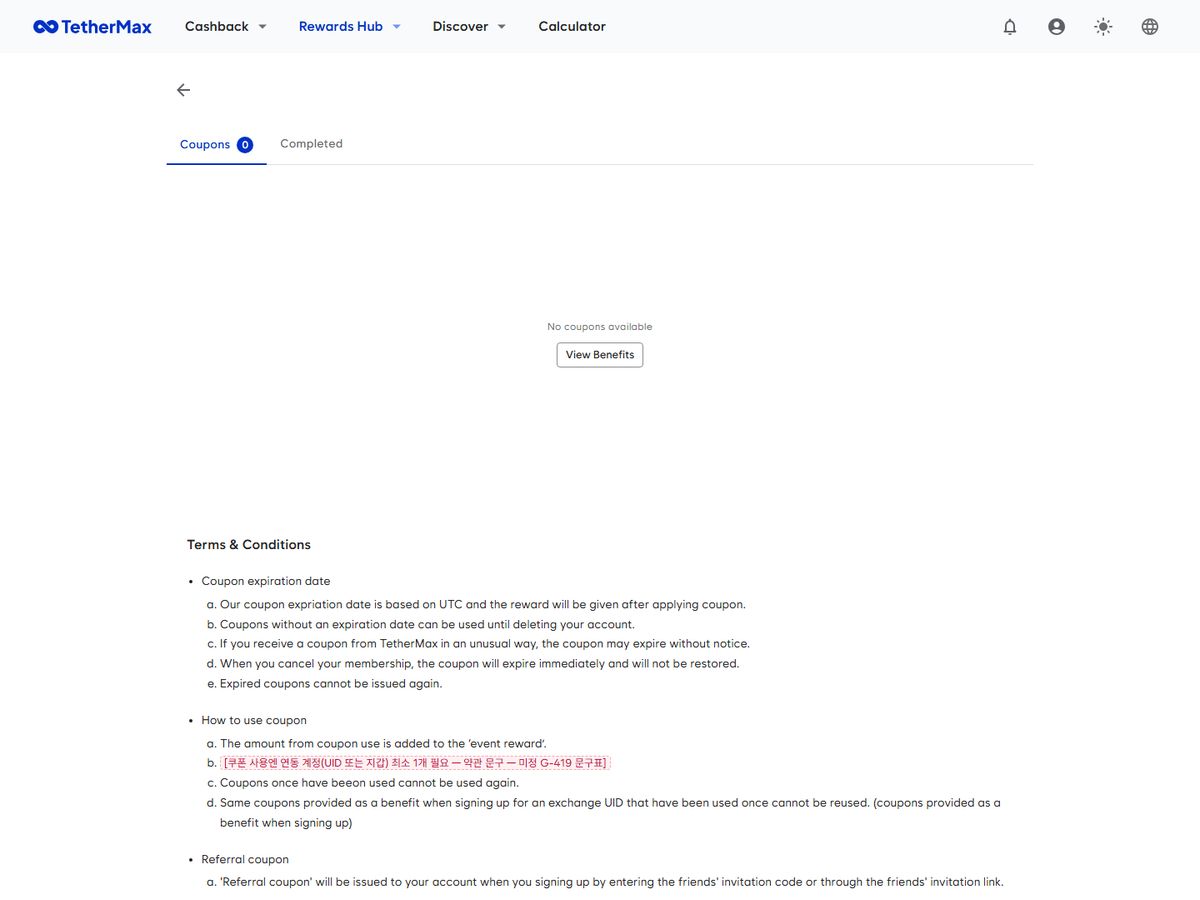 TetherMax Cashback Rewards Hub Discover Calculator
Coupons 0 Completed
No coupons available
View Benefits
Terms & Conditions
• Coupon expiration date
a. Our coupon expriation date is based on UTC and the reward will be given after applying coupon.
b. Coupons without an expiration date can be used until deleting your account.
c. If you receive a coupon from TetherMax in an unusual way, the coupon may expire without notice.
d. When you cancel your membership, the coupon will expire immediately and will not be restored.
e. Expired coupons cannot be issued again.
• How to use coupon
a. The amount from coupon use is added to the ‘event reward’.
b. [쿠폰 사용엔 연동 계정(UID 또는 지갑) 최소 1개 필요 — 약관 문구 — 미정 G-419 문구표]
c. Coupons once have beeon used cannot be used again.
d. Same coupons provided as a benefit when signing up for an exchange UID that have been used once cannot be reused. (coupons provided as a
benefit when signing up)
• Referral coupon
a. 'Referral coupon' will be issued to your account when you signing up by entering the friends' invitation code or through the friends' invitation link.